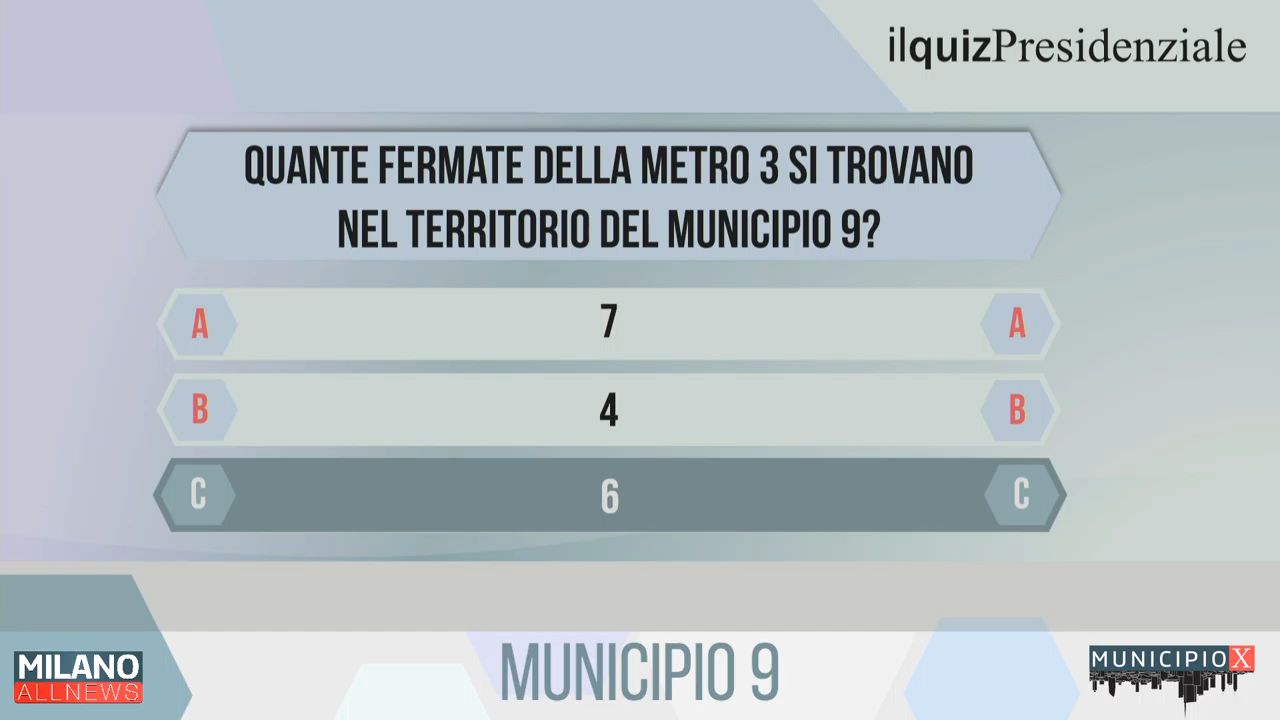 ilquizPresidenziale
QUANTE FERMATE DELLA METRO 3 SI TROVANO
NEL TERRITORIO DEL MUNICIPIO 9?
A 7 A
B 4 B
C 6 C
MILANO
ALLNEWS
MUNICIPIO 9
MUNICIPIO X